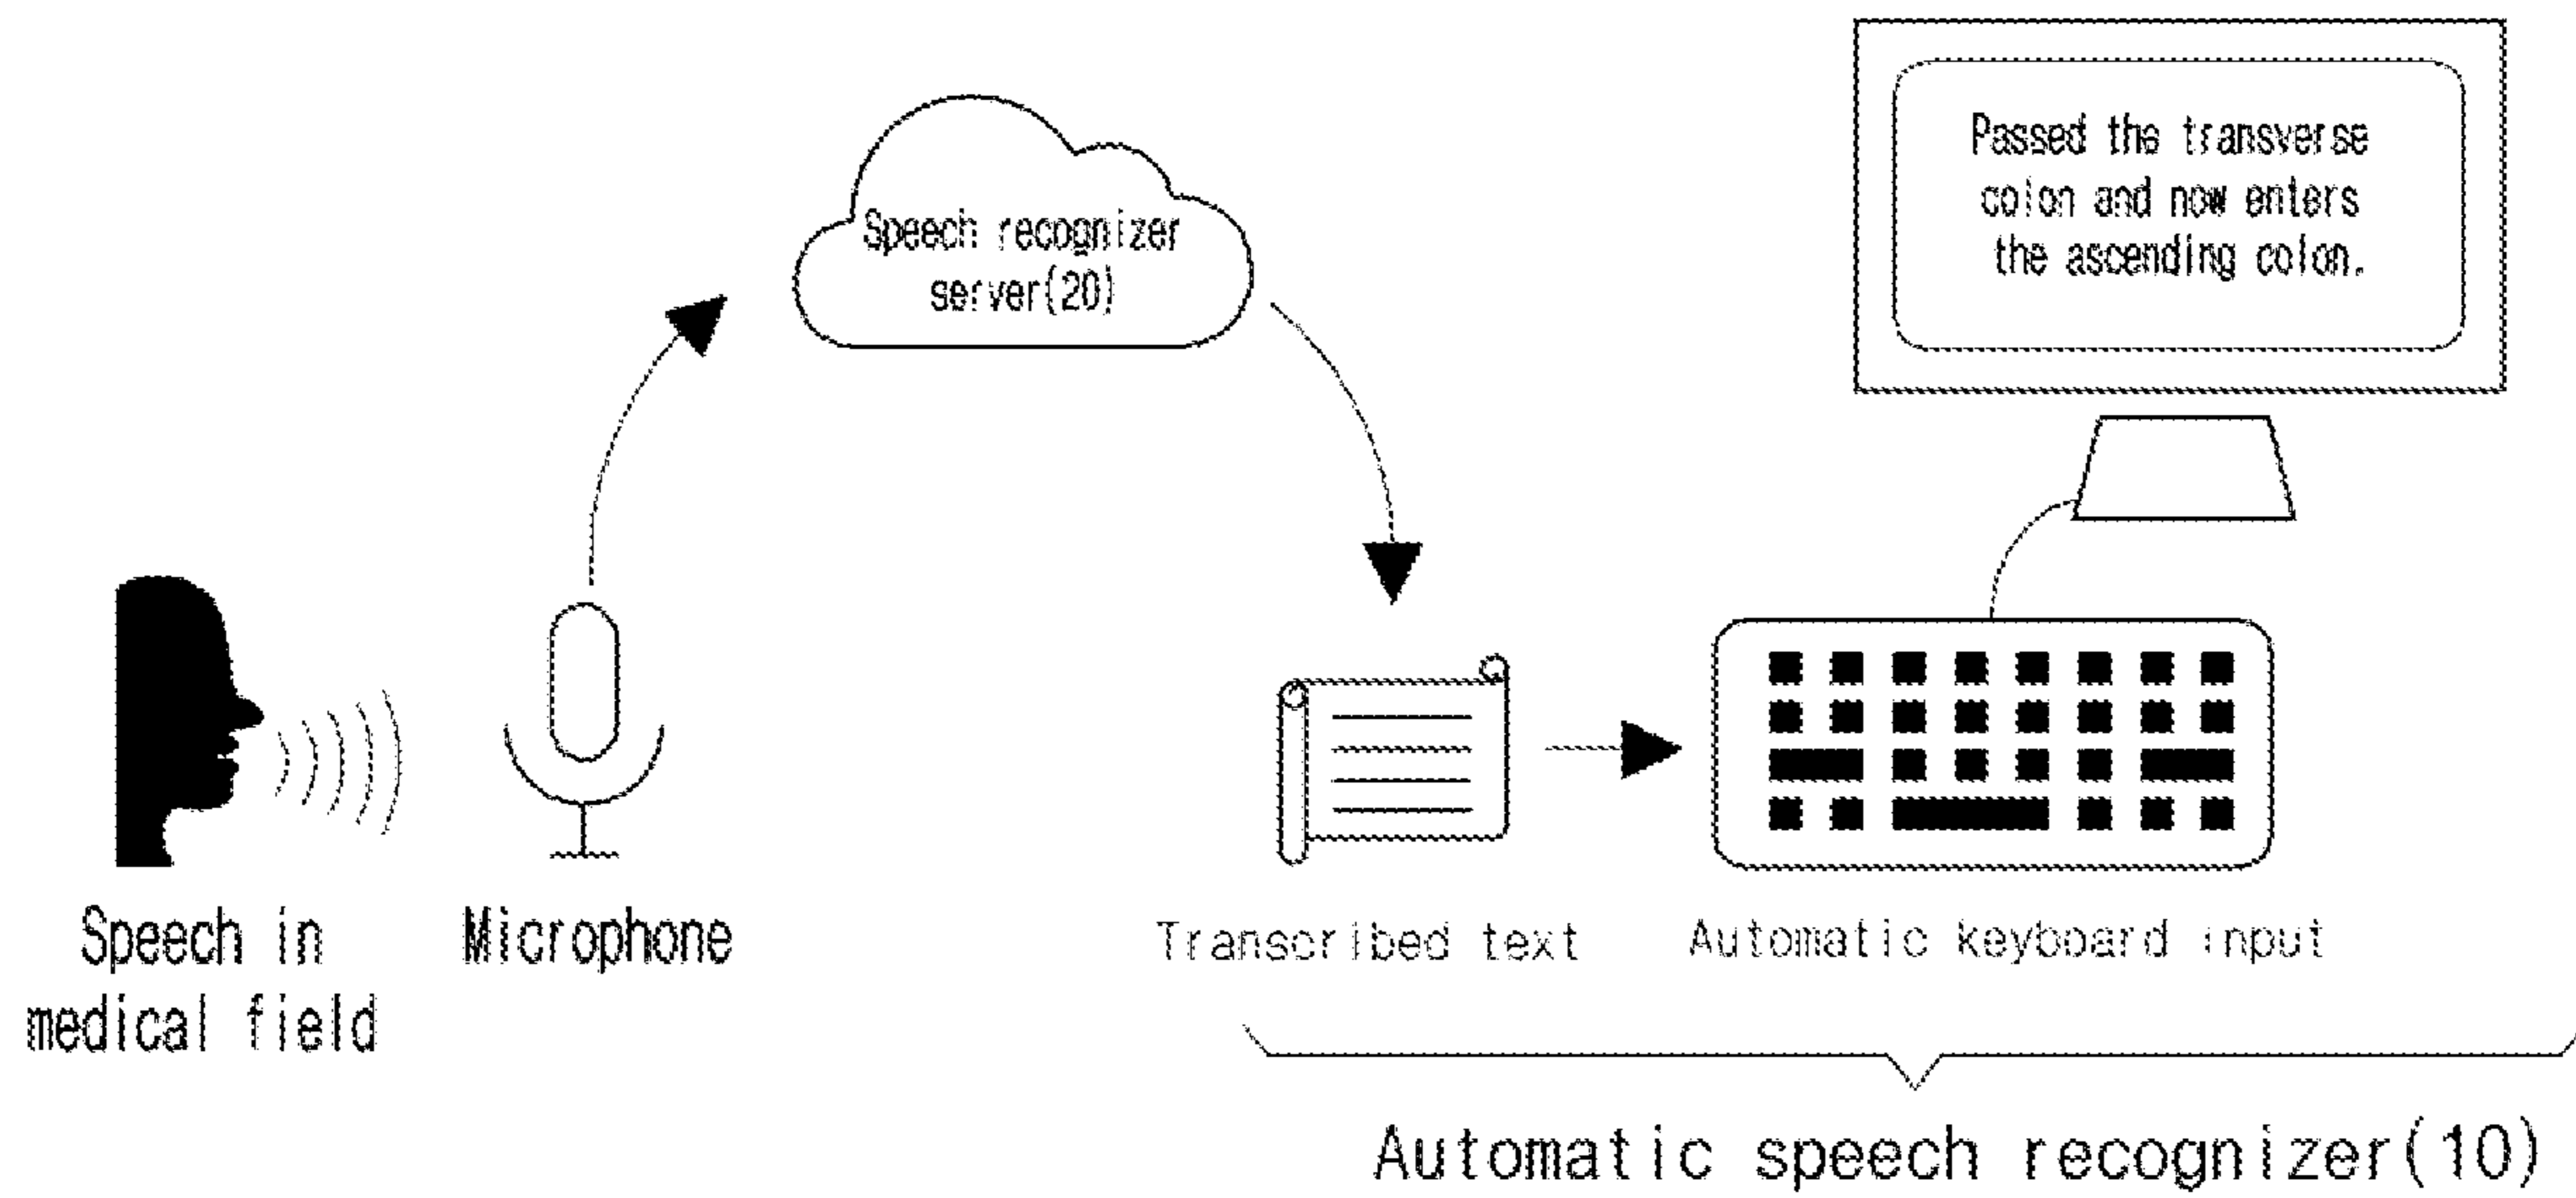 Passed the transverse
colon and now enters
the ascending colon.
Speech recognizer
server(20)
Speech in
medical field
Microphone
Transcribed text
Automatic keyboard input
Automatic speech recognizer(10)